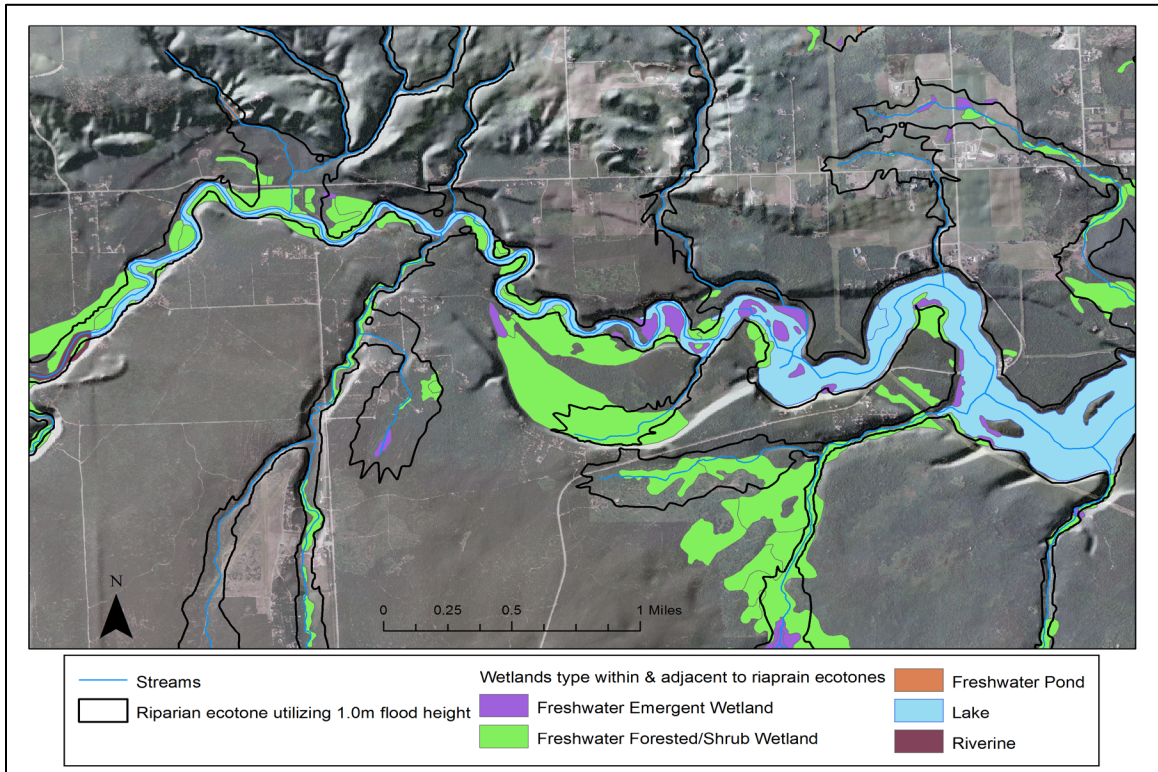 N
0 0.25 0.5 1 Miles
Streams
Riparian ecotone utilizing 1.0m flood height
Wetlands type within & adjacent to riaprain ecotones
Freshwater Emergent Wetland
Freshwater Forested/Shrub Wetland
Freshwater Pond
Lake
Riverine